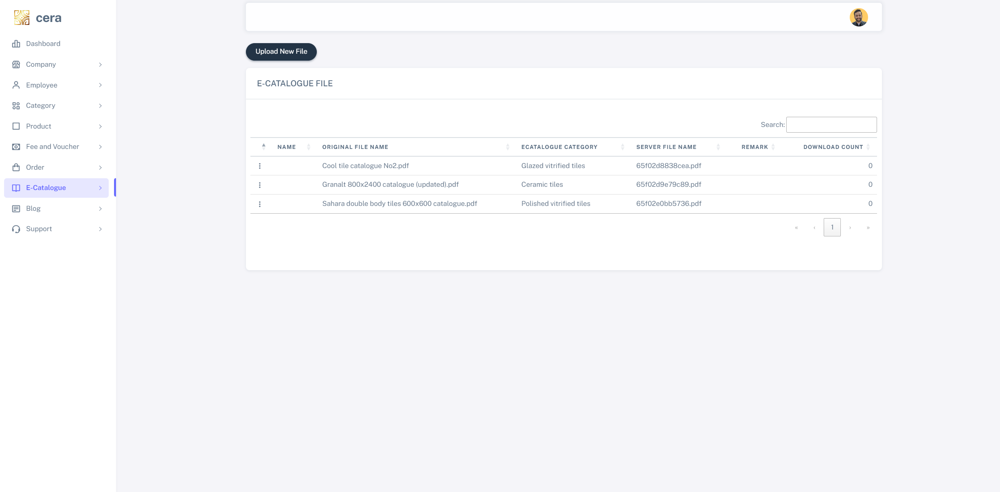 cera
Dashboard
Company
Employee
Category
Product
Fee and Voucher
Order
E-Catalogue
Blog
Support
Upload New File
E-CATALOGUE FILE
Search:
NAME ORIGINAL FILE NAME ECATALOGUE CATEGORY SERVER FILE NAME REMARK DOWNLOAD COUNT
Cool tile catalogue No2.pdf Glazed vitrified tiles 65f02d8838cea.pdf 0
Granalt 800x2400 catalogue (updated).pdf Ceramic tiles 65f02d9e79c89.pdf 0
Sahara double body tiles 600x600 catalogue.pdf Polished vitrified tiles 65f02e0bb5736.pdf 0
« ‹ 1 › »